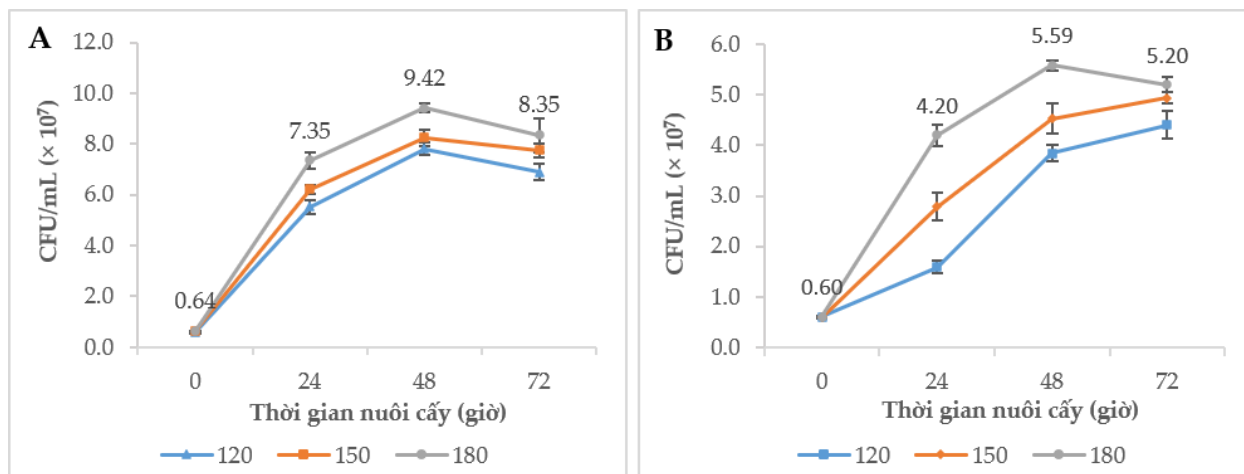 A
CFU/mL (× 10⁷)
12.0
10.0
8.0
6.0
4.0
2.0
0.0
0.64
7.35
9.42
8.35
0 24 48 72
Thời gian nuôi cấy (giờ)
120 150 180
B
CFU/mL (× 10⁷)
6.0
5.0
4.0
3.0
2.0
1.0
0.0
0.60
4.20
5.59
5.20
0 24 48 72
Thời gian nuôi cấy (giờ)
120 150 180